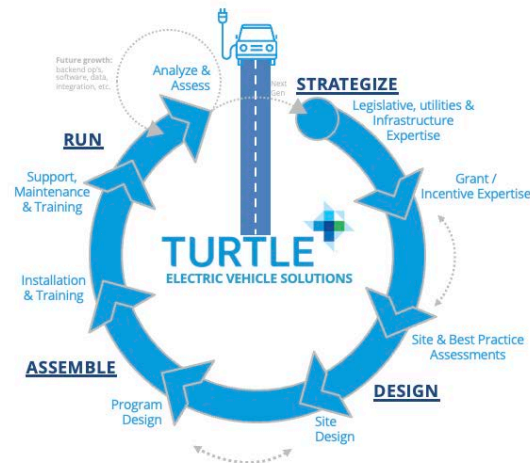 Future growth:
backend op's,
software, data,
integration, etc.
Analyze &
Assess
Next
Gen
STRATEGIZE
Legislative, utilities &
Infrastructure
Expertise
Grant /
Incentive Expertise
Site & Best Practice
Assessments
DESIGN
Site
Design
Program
Design
ASSEMBLE
Installation
& Training
Support,
Maintenance
& Training
RUN
TURTLE
ELECTRIC VEHICLE SOLUTIONS